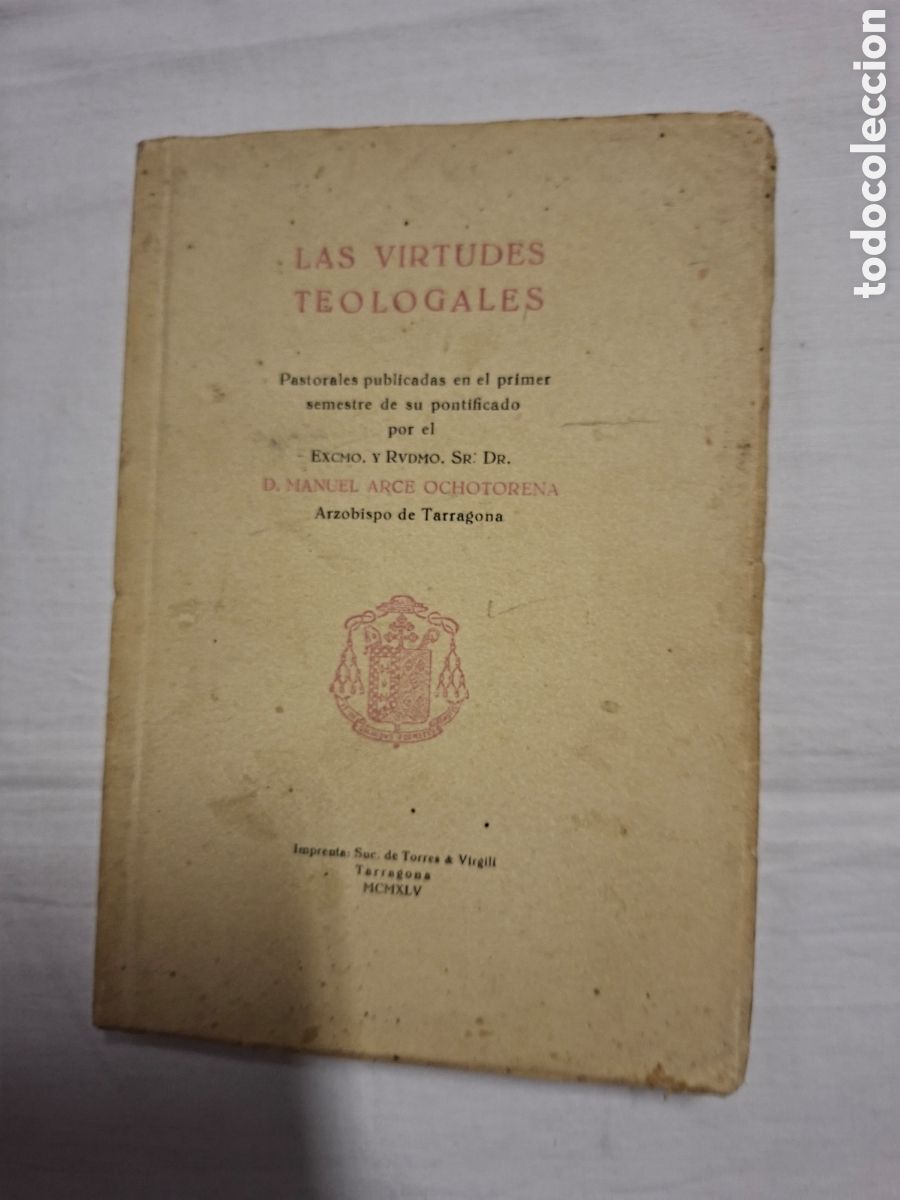 LAS VIRTUDES
TEOLOGALES
Pastorales publicadas en el primer
semestre de su pontificado
por el
EXCMO. Y RVDMO. SR. DR.
D. MANUEL ARCE OCHOTORENA
Arzobispo de Tarragona
Imprenta: Suc. de Torres & Virgili
Tarragona
MCMXLV
todocoleccion